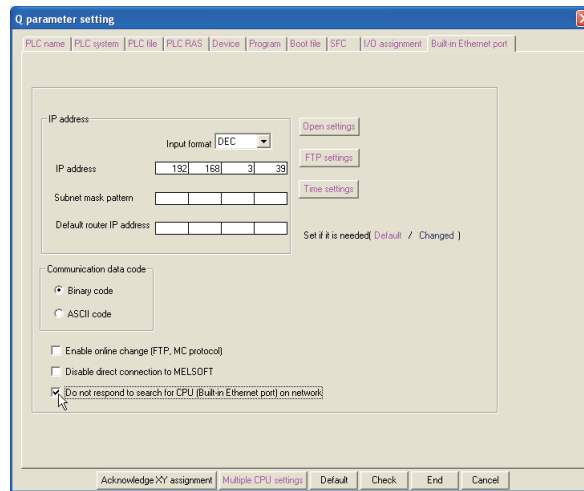 Q parameter setting
PLC name PLC system PLC file PLC RAS Device Program Boot file SFC I/O assignment Built-in Ethernet port
IP address
Input format DEC
IP address 192 168 3 39
Subnet mask pattern
Default router IP address
Open settings
FTP settings
Time settings
Set if it is needed( Default / Changed )
Communication data code
Binary code
ASCII code
Enable online change (FTP, MC protocol)
Disable direct connection to MELSOFT
Do not respond to search for CPU (Built-in Ethernet port) on network
Acknowledge XY assignment Multiple CPU settings Default Check End Cancel